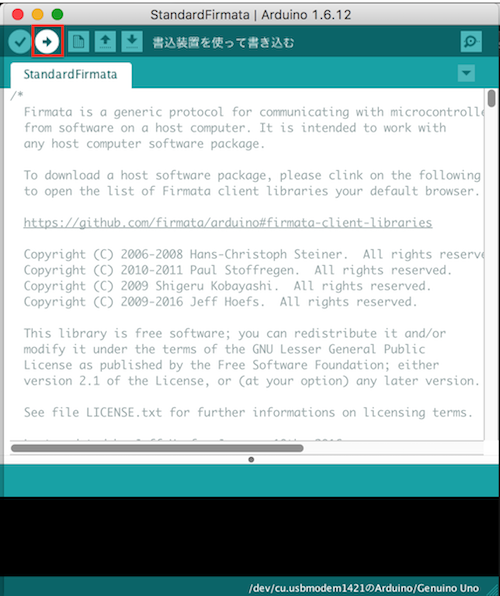 StandardFirmata | Arduino 1.6.12
書込装置を使って書き込む
StandardFirmata
/*
Firmata is a generic protocol for communicating with microcontrolle
from software on a host computer. It is intended to work with
any host computer software package.
To download a host software package, please clink on the following
to open the list of Firmata client libraries your default browser.
https://github.com/firmata/arduino#firmata-client-libraries
Copyright (C) 2006-2008 Hans-Christoph Steiner.  All rights reserve
Copyright (C) 2010-2011 Paul Stoffregen.  All rights reserved.
Copyright (C) 2009 Shigeru Kobayashi.  All rights reserved.
Copyright (C) 2009-2016 Jeff Hoefs.  All rights reserved.
This library is free software; you can redistribute it and/or
modify it under the terms of the GNU Lesser General Public
License as published by the Free Software Foundation; either
version 2.1 of the License, or (at your option) any later version.
See file LICENSE.txt for further informations on licensing terms.
/dev/cu.usbmodem1421のArduino/Genuino Uno